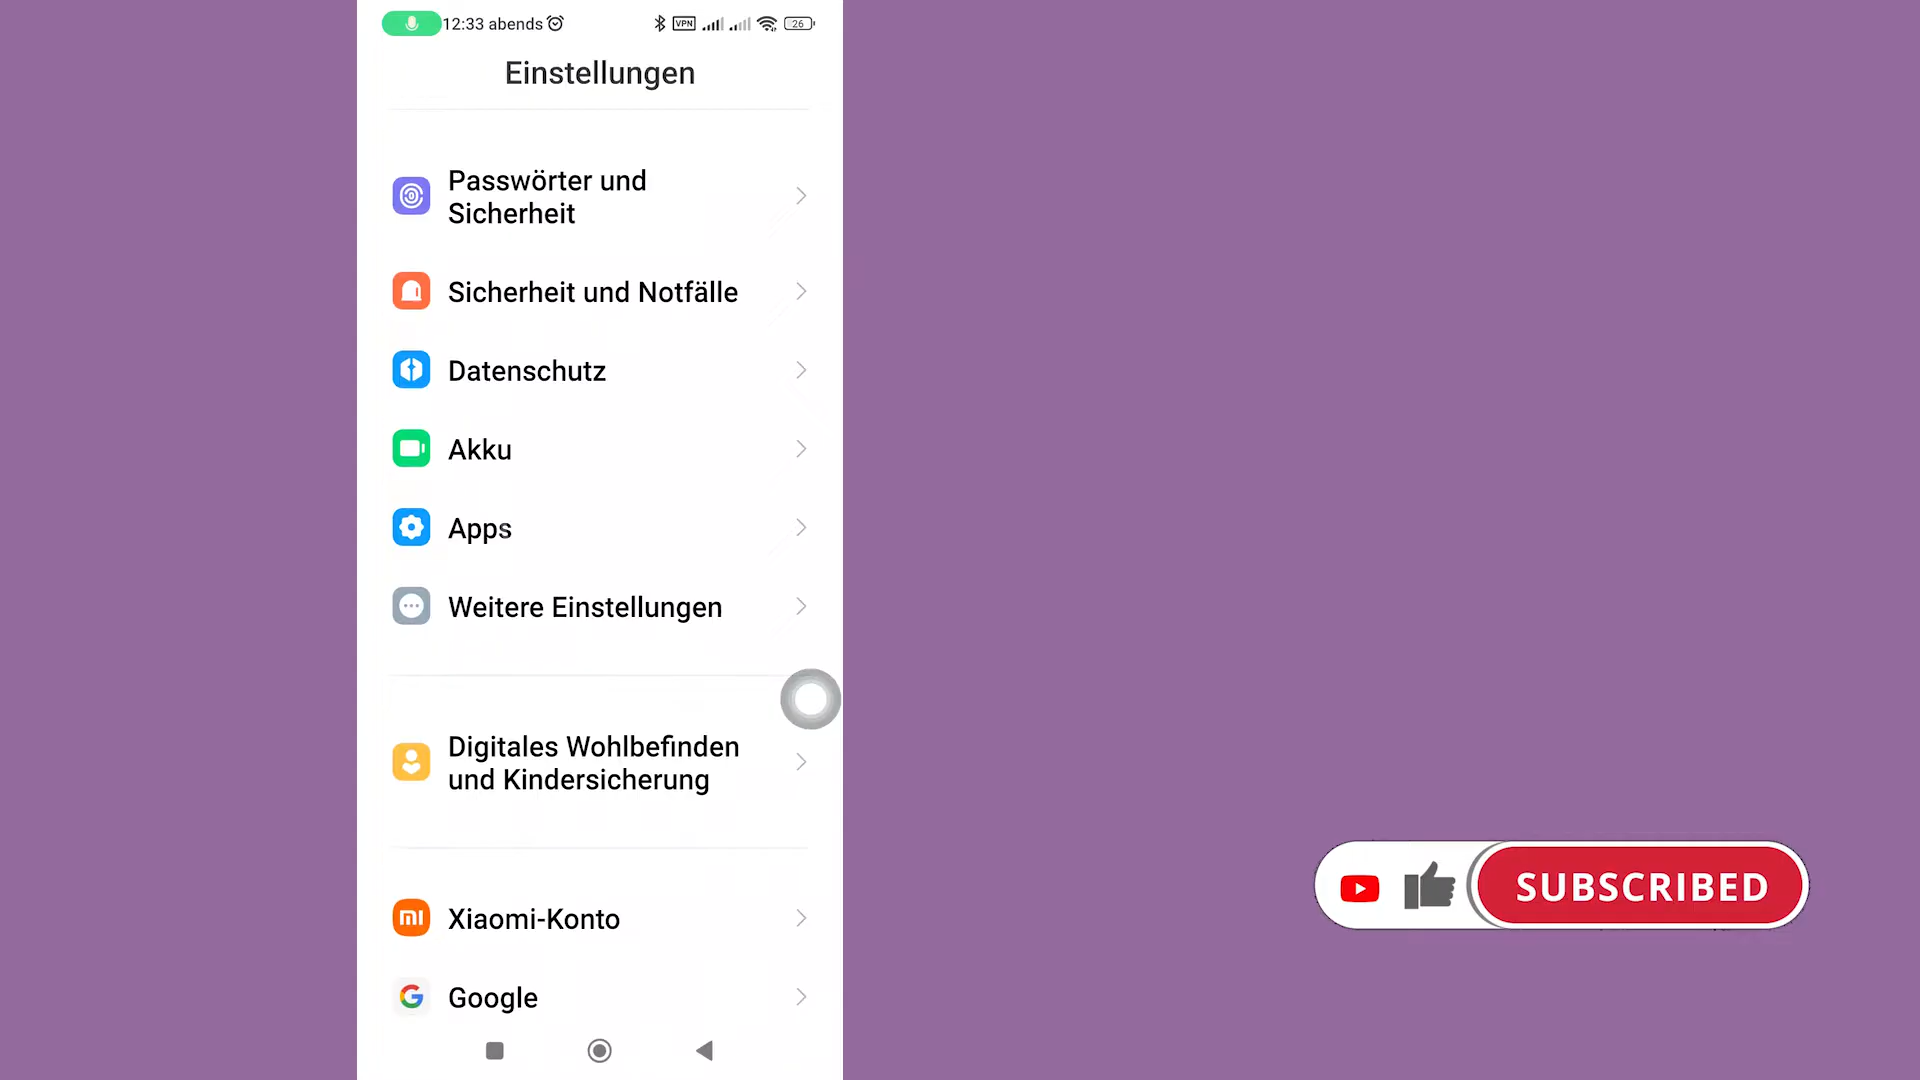 12:33 abends
VPN
26
Einstellungen
Passwörter und
Sicherheit
Sicherheit und Notfälle
Datenschutz
Akku
Apps
Weitere Einstellungen
Digitales Wohlbefinden
und Kindersicherung
mi
Xiaomi-Konto
G
Google
SUBSCRIBED